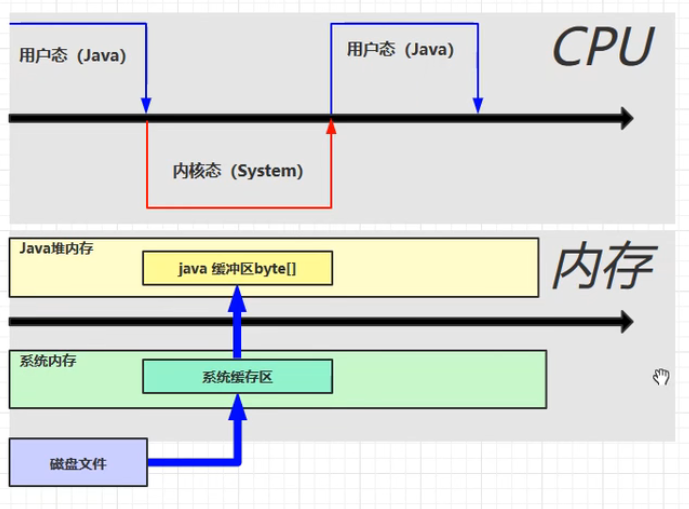 用户态（Java）
用户态（Java）
CPU
内核态（System）
Java堆内存
java 缓冲区byte[]
内存
系统内存
系统缓存区
磁盘文件